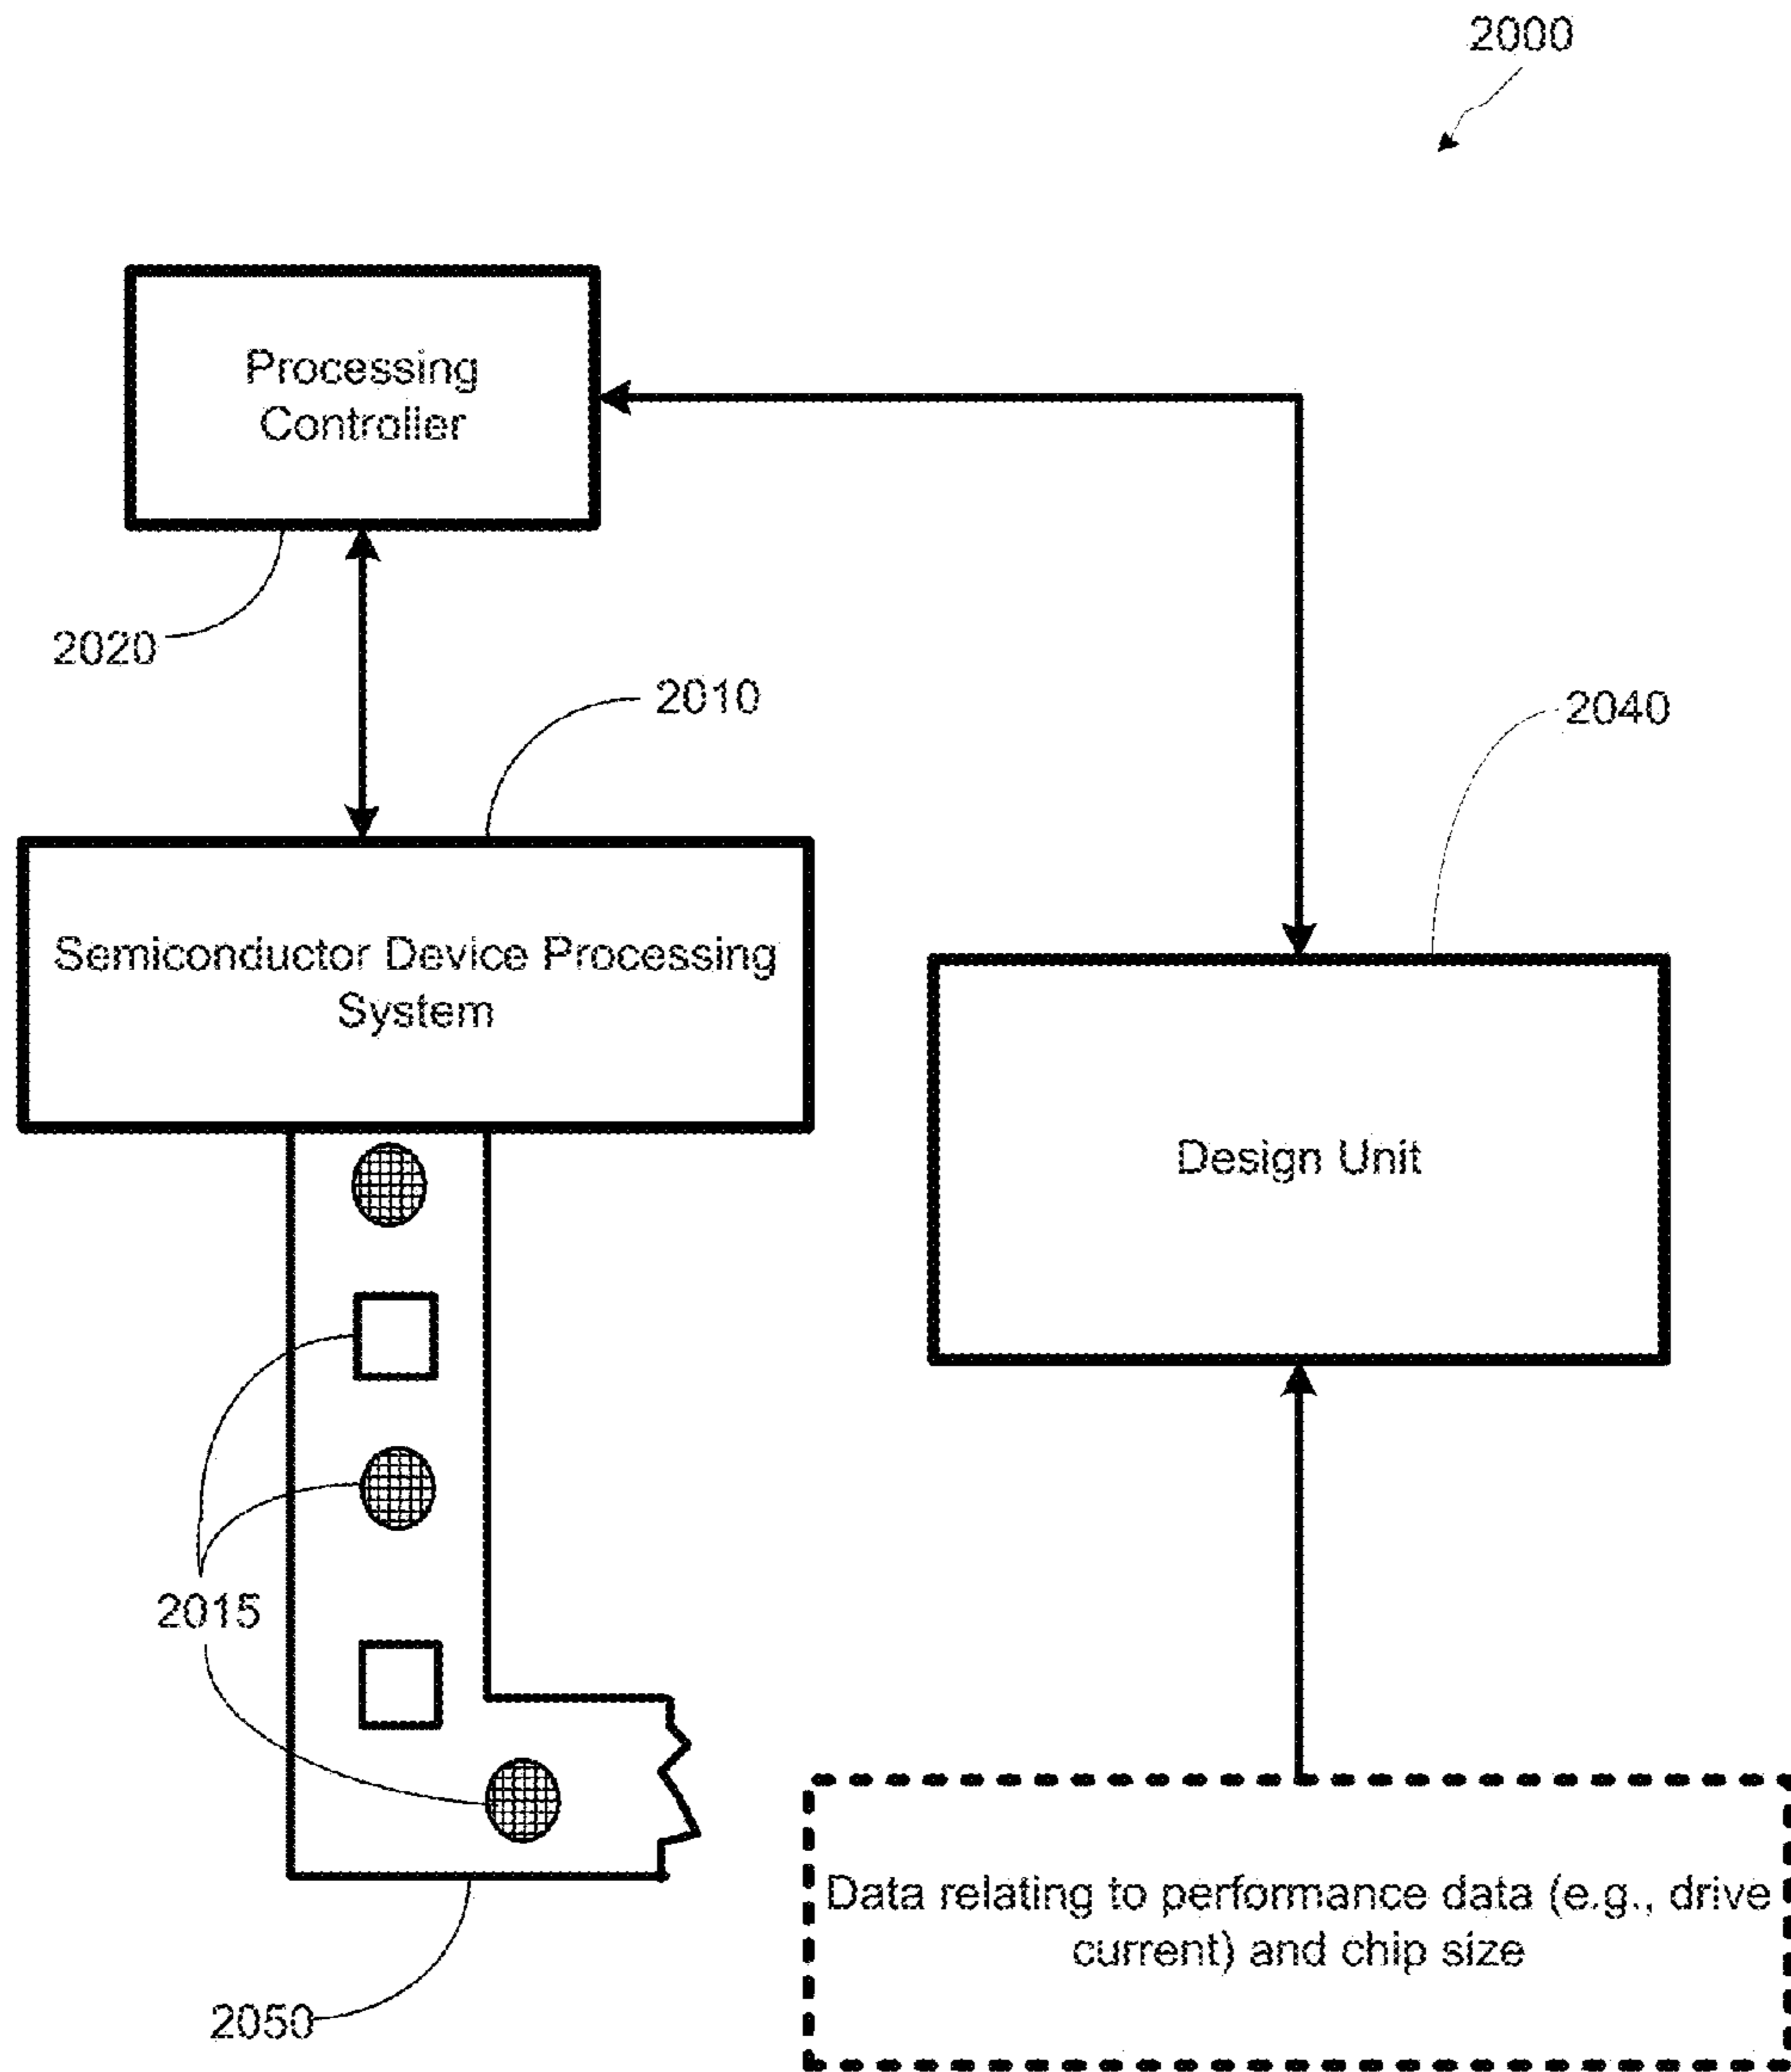 2000
Processing
Controller
2020
2010
2040
Semiconductor Device Processing
System
Design Unit
2015
Data relating to performance data (e.g., drive
current) and chip size
2050